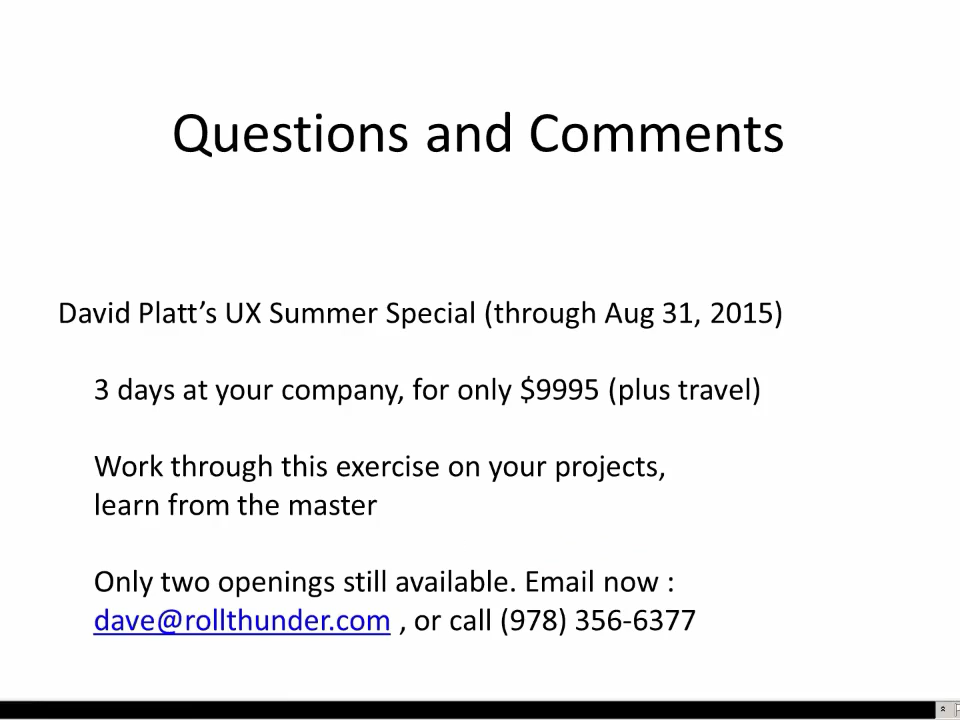 Questions and Comments
David Platt’s UX Summer Special (through Aug 31, 2015)
3 days at your company, for only $9995 (plus travel)
Work through this exercise on your projects,
learn from the master
Only two openings still available. Email now :
dave@rollthunder.com , or call (978) 356-6377